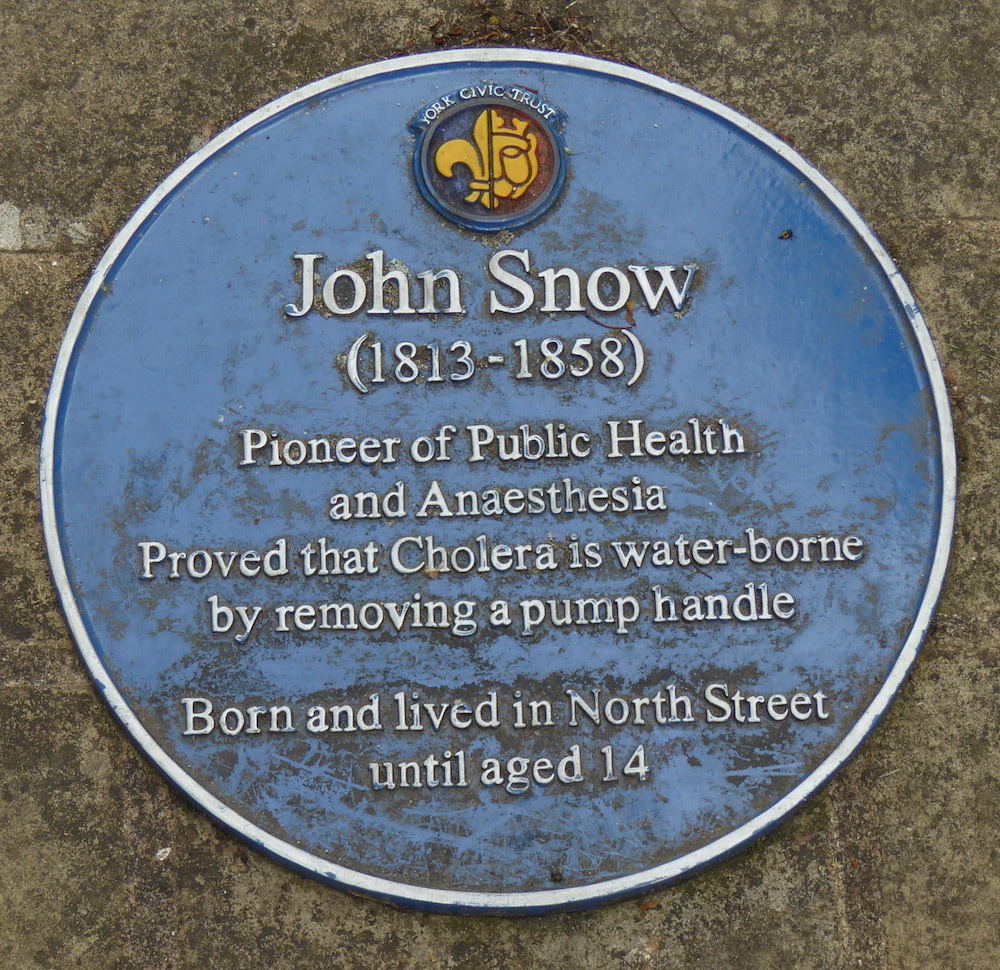 YORK CIVIC TRUST
John Snow
(1813-1858)
Pioneer of Public Health
and Anaesthesia
Proved that Cholera is water-borne
by removing a pump handle
Born and lived in North Street
until aged 14